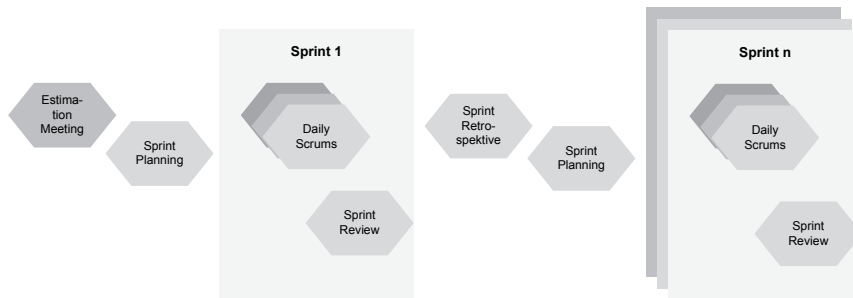 Estima-
tion
Meeting
Sprint
Planning
Sprint 1
Daily
Scrums
Sprint
Review
Sprint
Retro-
spektive
Sprint
Planning
Sprint n
Daily
Scrums
Sprint
Review